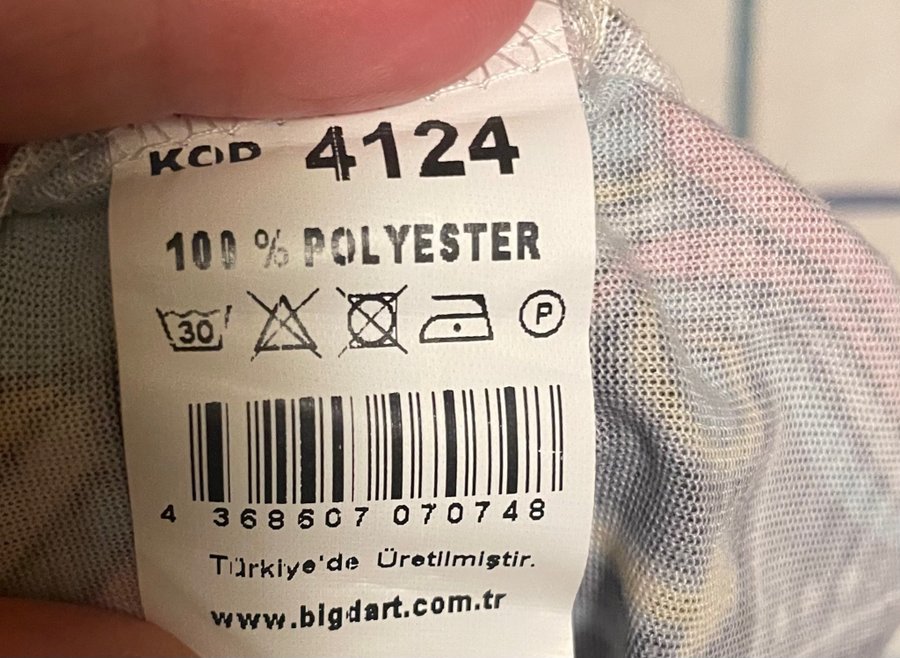 KOD 4124
100 % POLYESTER
30 P
4 368607 070748
Türkiye'de Üretilmiştir.
www.bigdart.com.tr